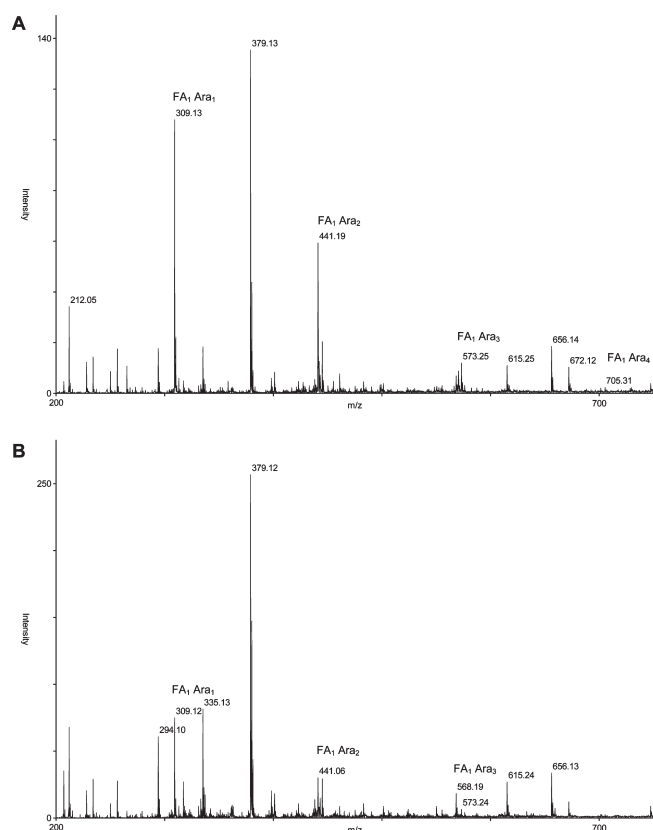 A
140
379.13
FA₁ Ara₁
309.13
FA₁ Ara₂
441.19
Intensity
212.05
FA₁ Ara₃
573.25
615.25
656.14
672.12
FA₁ Ara₄
705.31
0
200
m/z
700
B
250
379.12
Intensity
FA₁ Ara₁
309.12
335.13
294.10
FA₁ Ara₂
441.06
FA₁ Ara₃
568.19
573.24
615.24
656.13
0
200
m/z
700